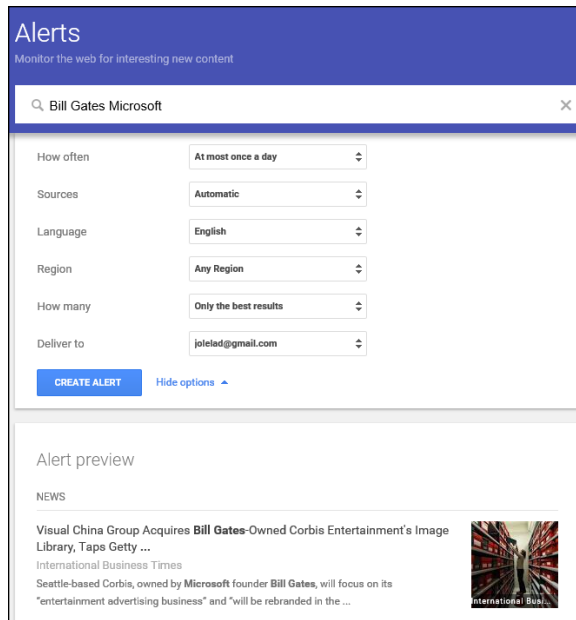 Alerts
Monitor the web for interesting new content
Bill Gates Microsoft
How often At most once a day
Sources Automatic
Language English
Region Any Region
How many Only the best results
Deliver to jolelad@gmail.com
CREATE ALERT Hide options
Alert preview
NEWS
Visual China Group Acquires Bill Gates-Owned Corbis Entertainment's Image
Library, Taps Getty ...
International Business Times
Seattle-based Corbis, owned by Microsoft founder Bill Gates, will focus on its
"entertainment advertising business" and "will be rebranded in the ...
International Busi...